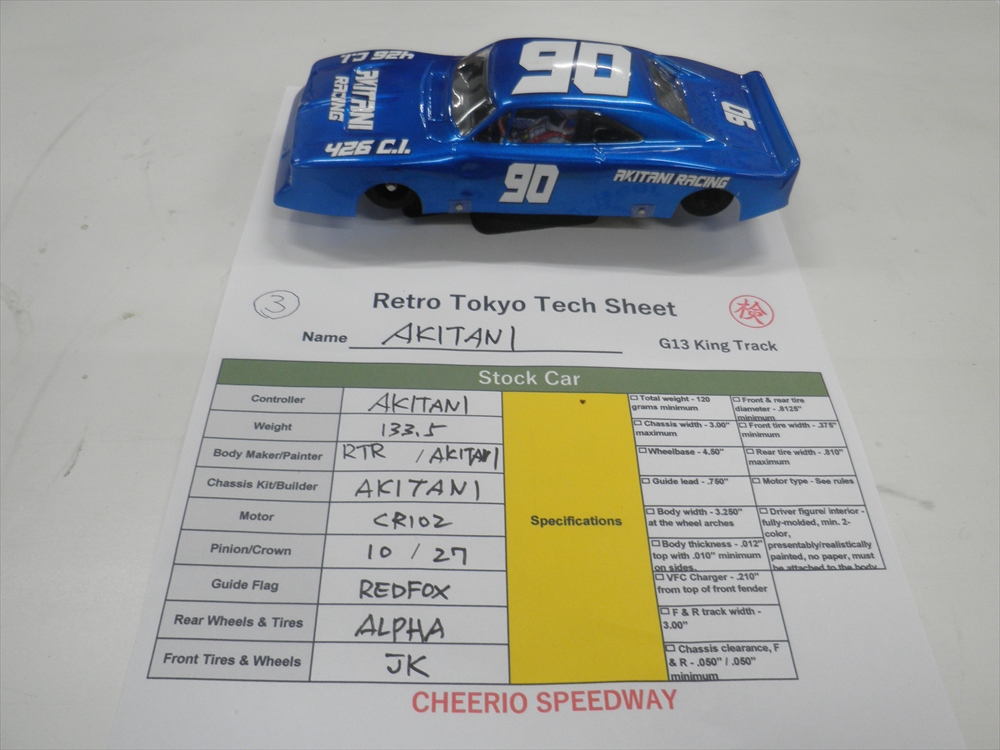 426 C.I.
AKITANI
RACING
426 C.I.
90
90
90
AKITANI RACING
3
Retro Tokyo Tech Sheet
検
Name AKITANI
G13 King Track
Stock Car
Controller AKITANI
Weight 133.5
Body Maker/Painter RTR / AKITANI
Chassis Kit/Builder AKITANI
Motor CR102
Pinion/Crown 10 / 27
Guide Flag REDFOX
Rear Wheels & Tires ALPHA
Front Tires & Wheels JK
Specifications
Total weight - 120
grams minimum
Front & rear tire
diameter - .8125"
minimum
Chassis width - 3.00"
maximum
Front tire width - .375"
minimum
Wheelbase - 4.50"
Rear tire width - .810"
maximum
Guide lead - .750"
Motor type - See rules
Body width - 3.250"
at the wheel arches
Driver figure/ interior -
fully-molded, min. 2-
color,
presentably/realistically
painted, no paper, must
be attached to the body
Body thickness - .012"
top with .010" minimum
on sides.
VFC Charger - .210"
from top of front fender
F & R track width -
3.00"
Chassis clearance, F
& R - .050" / .050"
minimum
CHEERIO SPEEDWAY